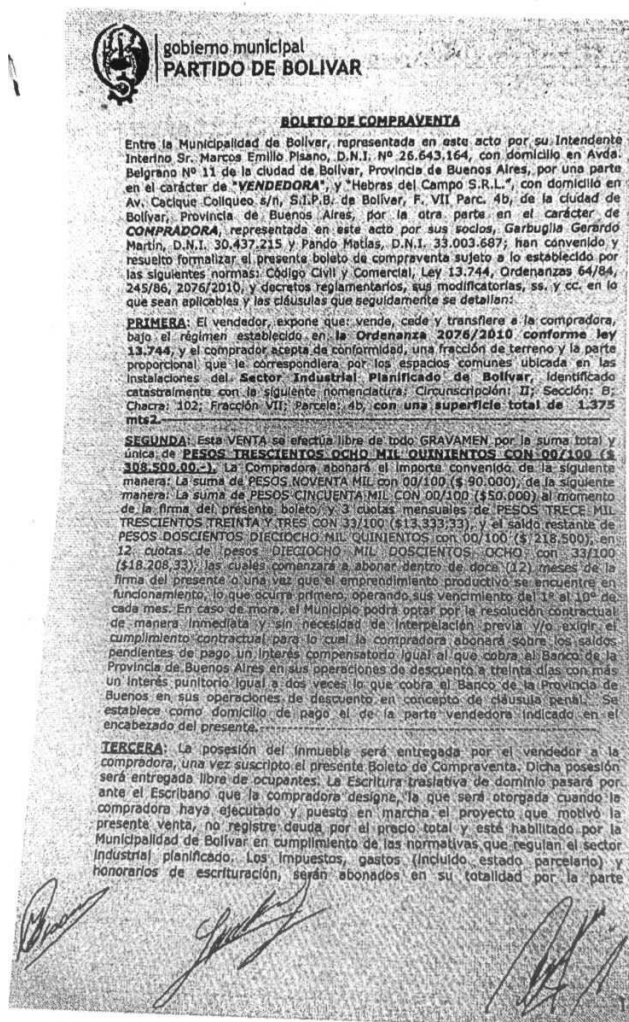 gobierno municipal
PARTIDO DE BOLIVAR
BOLETO DE COMPRAVENTA
Entre la Municipalidad de Bolívar, representada en este acto por su Intendente
Interino Sr. Marcos Emilio Pisano, D.N.I. Nº 26.643.164, con domicilio en Avda.
Belgrano Nº 11 de la ciudad de Bolívar, Provincia de Buenos Aires, por una parte
en el carácter de "VENDEDORA", y "Hebras del Campo S.R.L.", con domicilio en
Av. Cacique Coliqueo s/n, S.I.P.B. de Bolívar, F. VII Parc. 4b, de la ciudad de
Bolívar, Provincia de Buenos Aires, por la otra parte en el carácter de
COMPRADORA, representada en este acto por sus socios, Garbuglia Gerardo
Martín, D.N.I. 30.437.215 y Pando Matías, D.N.I. 33.003.687; han convenido y
resuelto formalizar el presente boleto de compraventa sujeto a lo establecido por
las siguientes normas: Código Civil y Comercial, Ley 13.744, Ordenanzas 64/84,
245/86, 2076/2010, y decretos reglamentarios, sus modificatorias, ss. y cc. en lo
que sean aplicables y las cláusulas que seguidamente se detallan:
PRIMERA: El vendedor, expone que: vende, cede y transfiere a la compradora,
bajo el régimen establecido en la Ordenanza 2076/2010 conforme ley
13.744, y el comprador acepta de conformidad, una fracción de terreno y la parte
proporcional que le correspondiera por los espacios comunes ubicada en las
instalaciones del Sector Industrial Planificado de Bolívar, identificado
catastralmente con la siguiente nomenclatura: Circunscripción: II; Sección: B;
Chacra: 102; Fracción VII; Parcela: 4b, con una superficie total de 1.375
mts2.
SEGUNDA: Esta VENTA se efectúa libre de todo GRAVAMEN por la suma total y
única de PESOS TRESCIENTOS OCHO MIL QUINIENTOS CON 00/100 ($
308.500.00.-). La Compradora abonará el importe convenido de la siguiente
manera: La suma de PESOS NOVENTA MIL con 00/100 ($ 90.000), de la siguiente
manera: La suma de PESOS CINCUENTA MIL CON 00/100 ($50.000) al momento
de la firma del presente boleto, y 3 cuotas mensuales de PESOS TRECE MIL
TRESCIENTOS TREINTA Y TRES CON 33/100 ($13.333,33), y el saldo restante de
PESOS DOSCIENTOS DIECIOCHO MIL QUINIENTOS con 00/100 ($ 218.500), en
12 cuotas de pesos DIECIOCHO MIL DOSCIENTOS OCHO con 33/100
($18.208,33); las cuales comenzará a abonar dentro de doce (12) meses de la
firma del presente o una vez que el emprendimiento productivo se encuentre en
funcionamiento, lo que ocurra primero, operando sus vencimiento del 1º al 10º de
cada mes. En caso de mora, el Municipio podrá optar por la resolución contractual
de manera inmediata y sin necesidad de interpelación previa y/o exigir el
cumplimiento contractual para lo cual la compradora abonará sobre los saldos
pendientes de pago un interés compensatorio igual al que cobra el Banco de la
Provincia de Buenos Aires en sus operaciones de descuento a treinta días con más
un interés punitorio igual a dos veces lo que cobra el Banco de la Provincia de
Buenos en sus operaciones de descuento en concepto de cláusula penal. Se
establece como domicilio de pago el de la parte vendedora indicado en el
encabezado del presente.
TERCERA: La posesión del inmueble será entregada por el vendedor a la
compradora, una vez suscripto el presente Boleto de Compraventa. Dicha posesión
será entregada libre de ocupantes. La Escritura traslativa de dominio pasará por
ante el Escribano que la compradora designe, la que será otorgada cuando la
compradora haya ejecutado y puesto en marcha el proyecto que motivó la
presente venta, no registre deuda por el precio total y esté habilitado por la
Municipalidad de Bolívar en cumplimiento de las normativas que regulan el sector
industrial planificado. Los impuestos, gastos (incluido estado parcelario) y
honorarios de escrituración, serán abonados en su totalidad por la parte